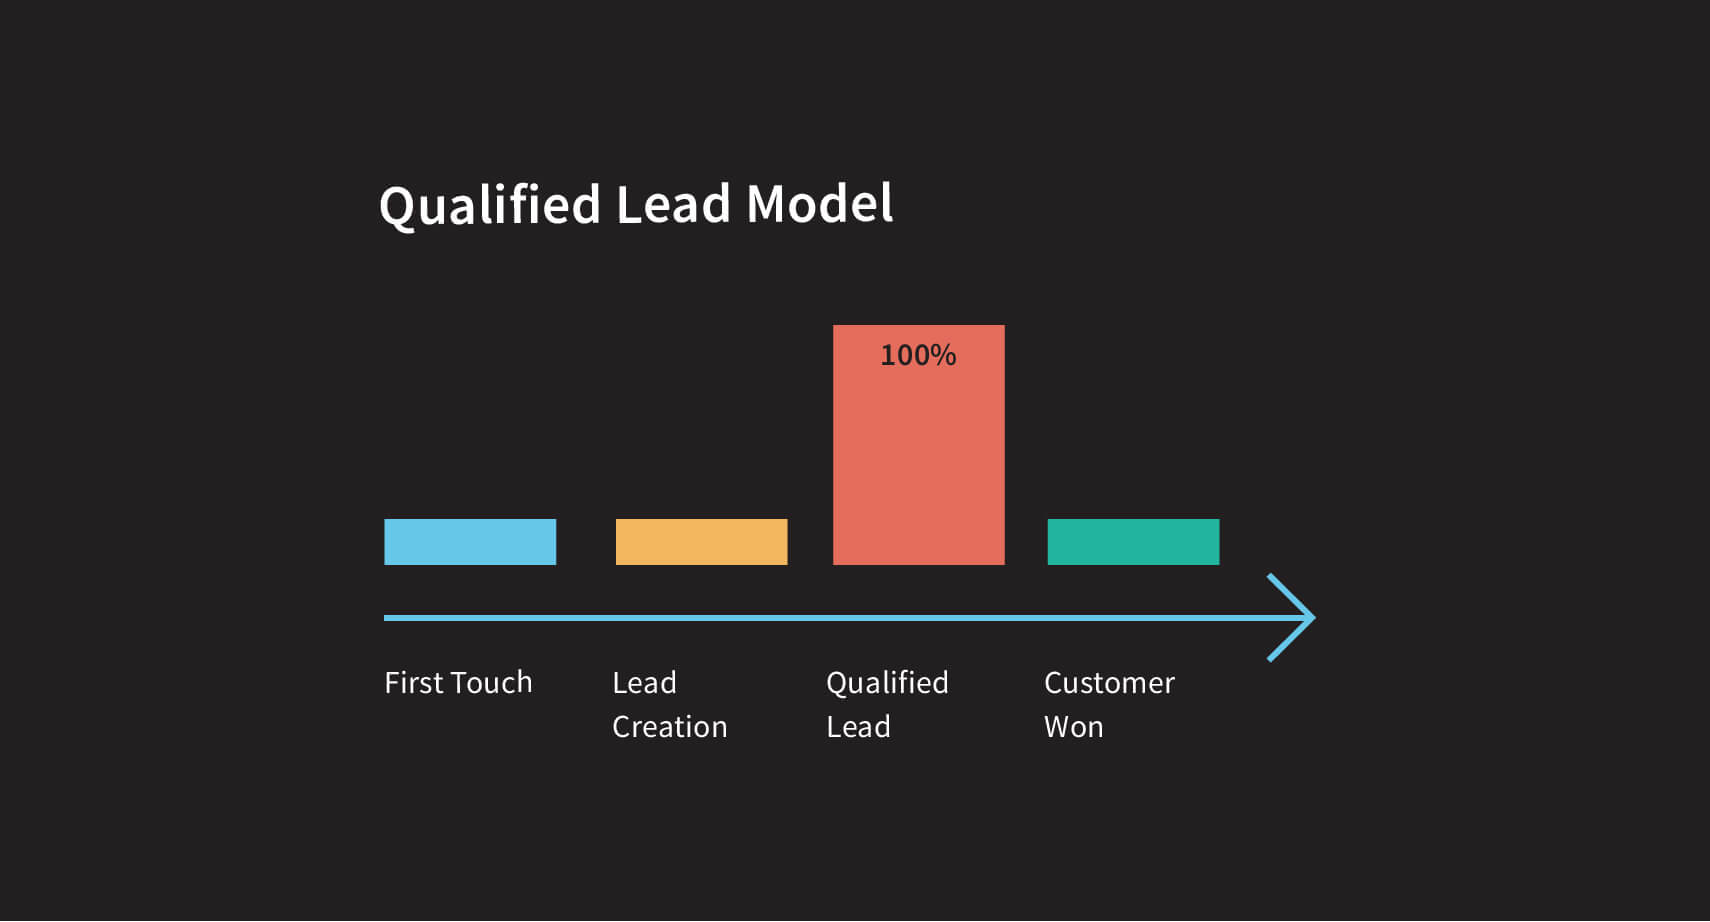 Qualified Lead Model
100%
First Touch
Lead
Creation
Qualified
Lead
Customer
Won